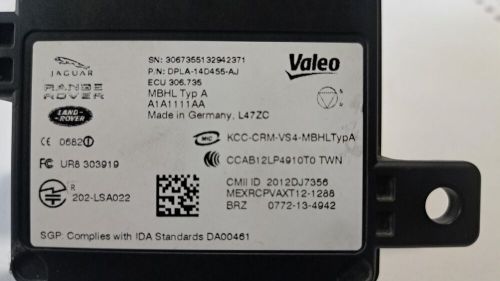 JAGUAR
RANGE
ROVER
LAND-
ROVER
SN: 3067355132942371
P/N: DPLA-14D455-AJ
ECU 306.735
MBHL Typ A
A1A1111AA
Made in Germany, L47ZC
Valeo
CE 0682
MIC KCC-CRM-VS4-MBHLTypA
FC UR8 303919
CCAB12LP4910T0 TWN
R
202-LSA022
CMII ID 2012DJ7356
MEXRCPVAXT12-1288
BRZ 0772-13-4942
SGP: Complies with IDA Standards DA00461